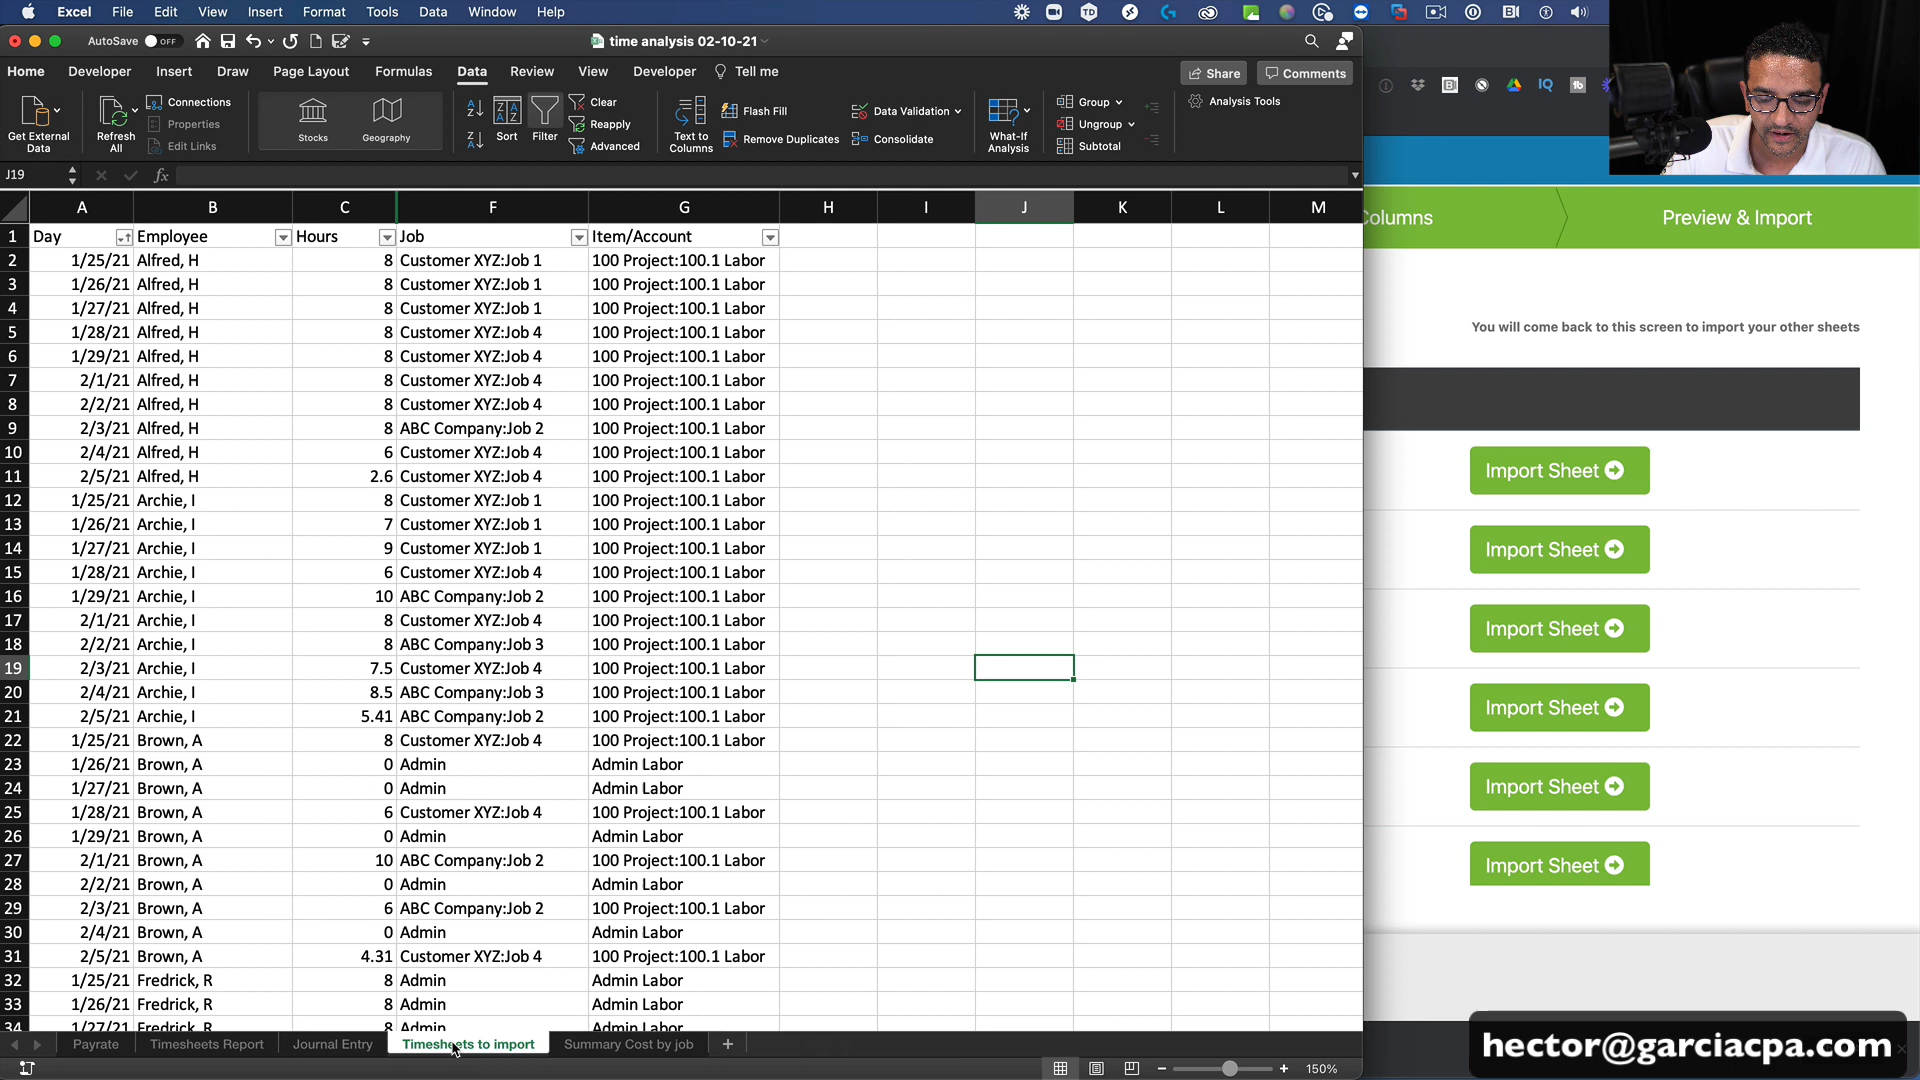 Excel File Edit View Insert Format Tools Data Window Help
AutoSave OFF
time analysis 02-10-21
Home Developer Insert Draw Page Layout Formulas Data Review View Developer Tell me
Share Comments
Get External Data
Refresh All
Connections
Properties
Edit Links
Stocks
Geography
Sort
Filter
Clear
Reapply
Advanced
Text to Columns
Flash Fill
Remove Duplicates
Data Validation
Consolidate
What-If Analysis
Group
Ungroup
Subtotal
Analysis Tools
J19 fx
A B C F G H I J K L M
1 Day Employee Hours Job Item/Account
2 1/25/21 Alfred, H 8 Customer XYZ:Job 1 100 Project:100.1 Labor
3 1/26/21 Alfred, H 8 Customer XYZ:Job 1 100 Project:100.1 Labor
4 1/27/21 Alfred, H 8 Customer XYZ:Job 1 100 Project:100.1 Labor
5 1/28/21 Alfred, H 8 Customer XYZ:Job 4 100 Project:100.1 Labor
6 1/29/21 Alfred, H 8 Customer XYZ:Job 4 100 Project:100.1 Labor
7 2/1/21 Alfred, H 8 Customer XYZ:Job 4 100 Project:100.1 Labor
8 2/2/21 Alfred, H 8 Customer XYZ:Job 4 100 Project:100.1 Labor
9 2/3/21 Alfred, H 8 ABC Company:Job 2 100 Project:100.1 Labor
10 2/4/21 Alfred, H 6 Customer XYZ:Job 4 100 Project:100.1 Labor
11 2/5/21 Alfred, H 2.6 Customer XYZ:Job 4 100 Project:100.1 Labor
12 1/25/21 Archie, I 8 Customer XYZ:Job 1 100 Project:100.1 Labor
13 1/26/21 Archie, I 7 Customer XYZ:Job 1 100 Project:100.1 Labor
14 1/27/21 Archie, I 9 Customer XYZ:Job 1 100 Project:100.1 Labor
15 1/28/21 Archie, I 6 Customer XYZ:Job 4 100 Project:100.1 Labor
16 1/29/21 Archie, I 10 ABC Company:Job 2 100 Project:100.1 Labor
17 2/1/21 Archie, I 8 Customer XYZ:Job 4 100 Project:100.1 Labor
18 2/2/21 Archie, I 8 ABC Company:Job 3 100 Project:100.1 Labor
19 2/3/21 Archie, I 7.5 Customer XYZ:Job 4 100 Project:100.1 Labor
20 2/4/21 Archie, I 8.5 ABC Company:Job 3 100 Project:100.1 Labor
21 2/5/21 Archie, I 5.41 ABC Company:Job 2 100 Project:100.1 Labor
22 1/25/21 Brown, A 8 Customer XYZ:Job 4 100 Project:100.1 Labor
23 1/26/21 Brown, A 0 Admin Admin Labor
24 1/27/21 Brown, A 0 Admin Admin Labor
25 1/28/21 Brown, A 6 Customer XYZ:Job 4 100 Project:100.1 Labor
26 1/29/21 Brown, A 0 Admin Admin Labor
27 2/1/21 Brown, A 10 ABC Company:Job 2 100 Project:100.1 Labor
28 2/2/21 Brown, A 0 Admin Admin Labor
29 2/3/21 Brown, A 6 ABC Company:Job 2 100 Project:100.1 Labor
30 2/4/21 Brown, A 0 Admin Admin Labor
31 2/5/21 Brown, A 4.31 Customer XYZ:Job 4 100 Project:100.1 Labor
32 1/25/21 Fredrick, R 8 Admin Admin Labor
33 1/26/21 Fredrick, R 8 Admin Admin Labor
34 1/27/21 Fredrick, R 8 Admin Admin Labor
Payrate Timesheets Report Journal Entry Timesheets to import Summary Cost by job +
150%
Columns Preview & Import
You will come back to this screen to import your other sheets
Import Sheet
Import Sheet
Import Sheet
Import Sheet
Import Sheet
Import Sheet
hector@garciacpa.com